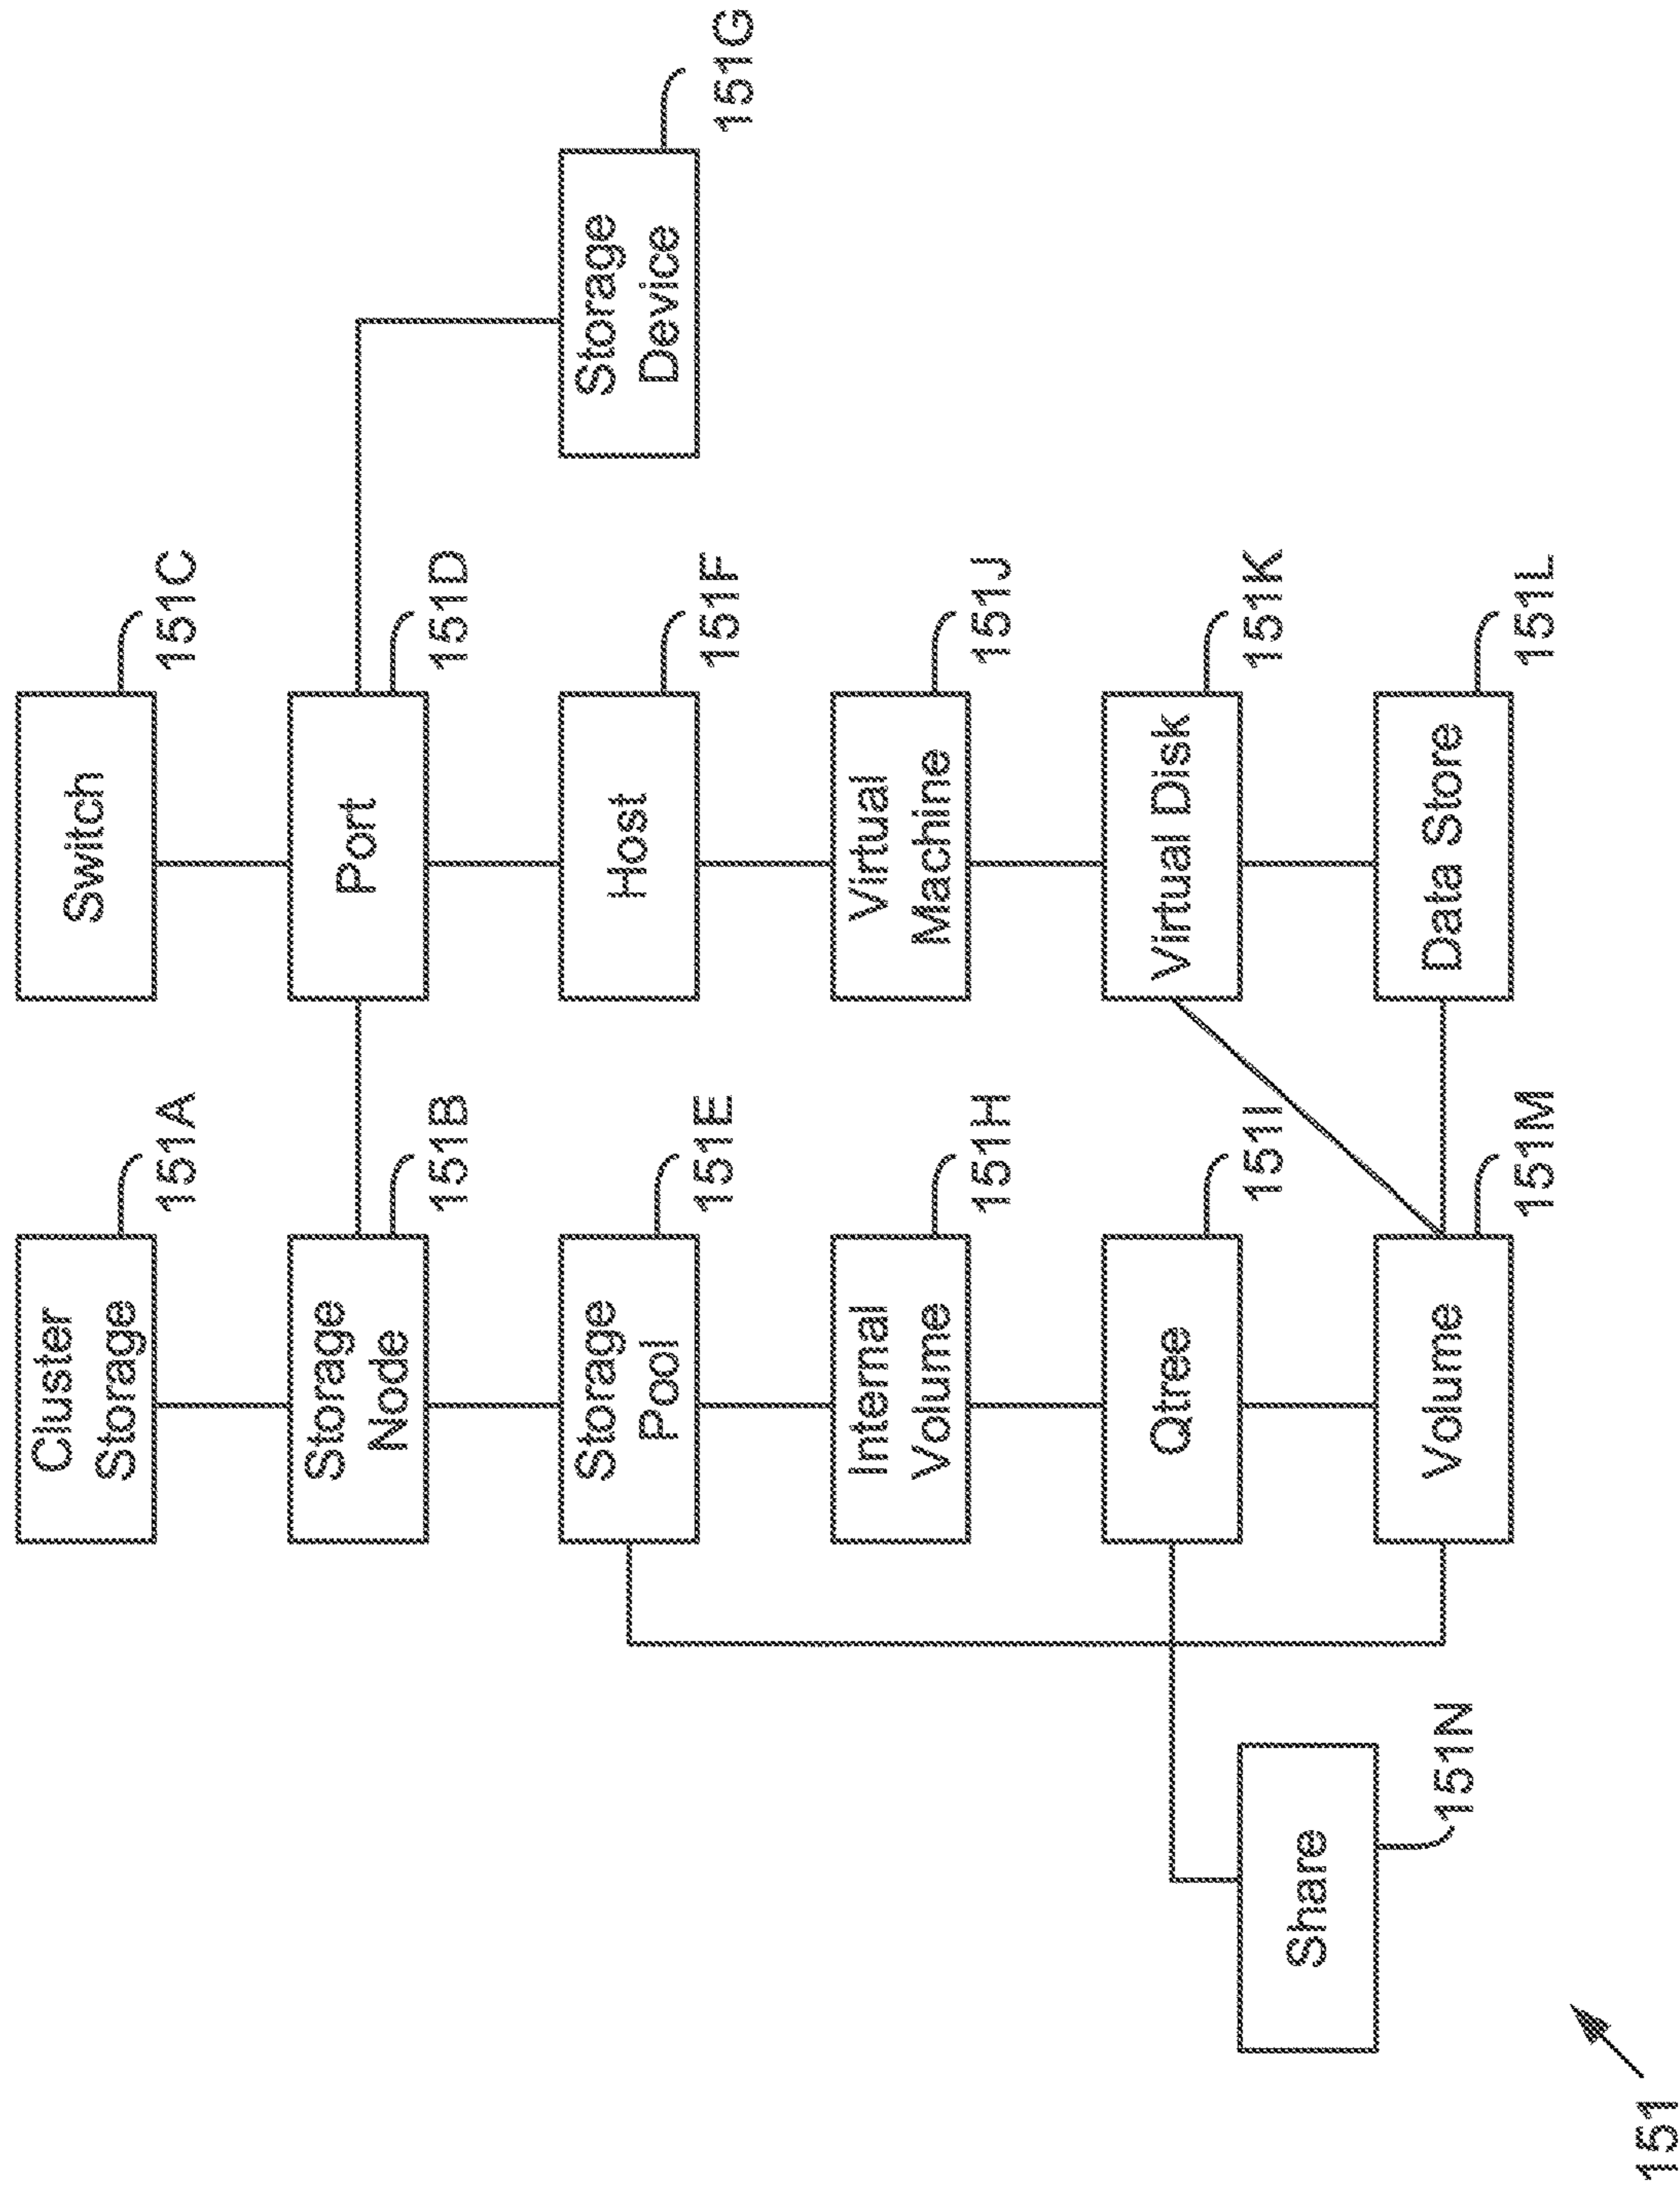 Cluster
Storage
151A
Switch
151C
Storage
Node
151B
Port
151D
Storage
Pool
151E
Host
151F
Storage
Device
151G
Internal
Volume
151H
Virtual
Machine
151J
Qtree
151I
Virtual Disk
151K
Share
151N
Volume
151M
Data Store
151L
151